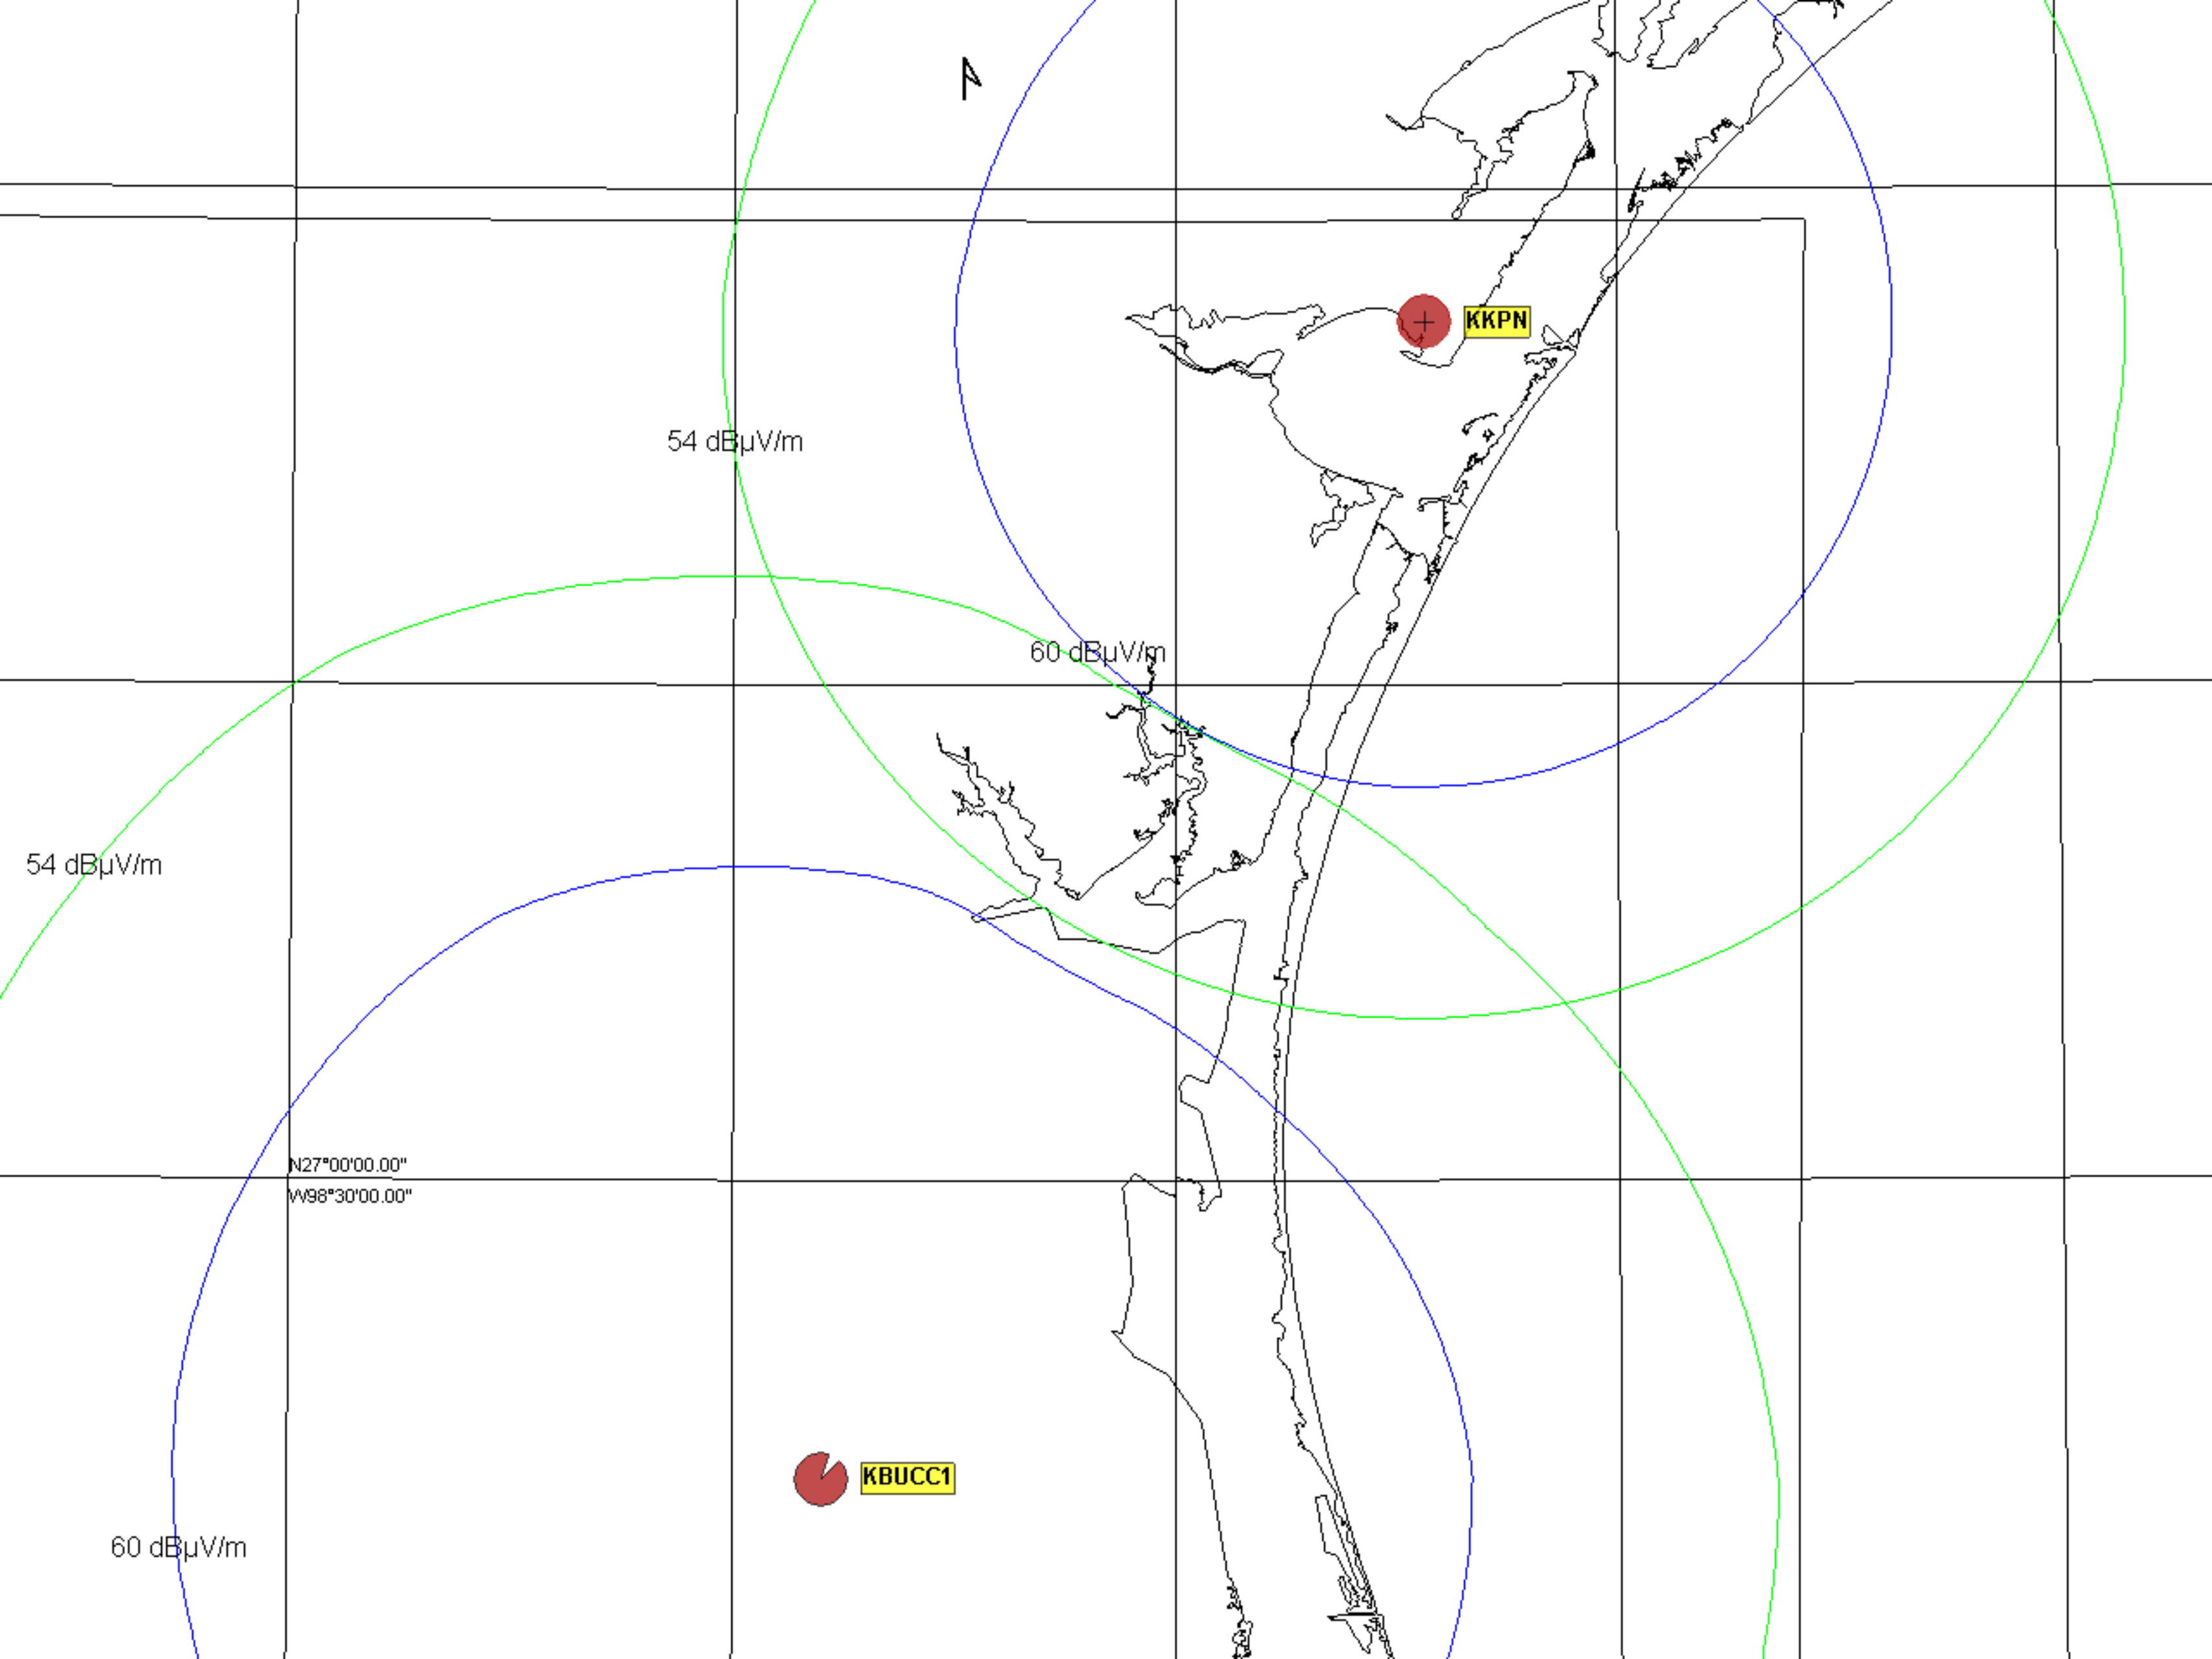 KKPN
54 dBµV/m
60 dBµV/m
54 dBµV/m
N27°00'00.00"
W98°30'00.00"
KBUCC1
60 dBµV/m